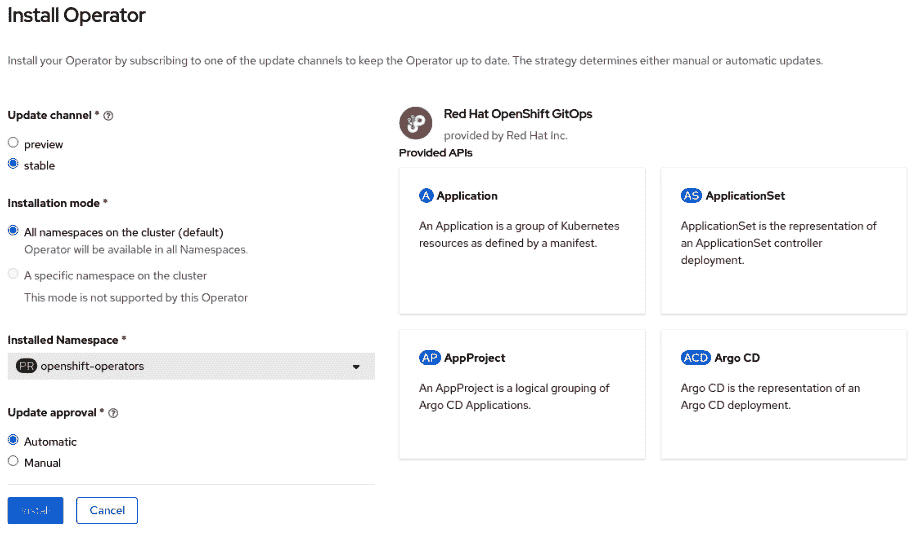 Install Operator
Install your Operator by subscribing to one of the update channels to keep the Operator up to date. The strategy determines either manual or automatic updates.
Update channel *
preview
stable
Installation mode *
All namespaces on the cluster (default)
Operator will be available in all Namespaces.
A specific namespace on the cluster
This mode is not supported by this Operator
Installed Namespace *
PR openshift-operators
Update approval *
Automatic
Manual
Install
Cancel
Red Hat OpenShift GitOps
provided by Red Hat Inc.
Provided APIs
A Application
An Application is a group of Kubernetes
resources as defined by a manifest.
AS ApplicationSet
ApplicationSet is the representation of
an ApplicationSet controller
deployment.
AP AppProject
An AppProject is a logical grouping of
Argo CD Applications.
ACD Argo CD
Argo CD is the representation of an
Argo CD deployment.